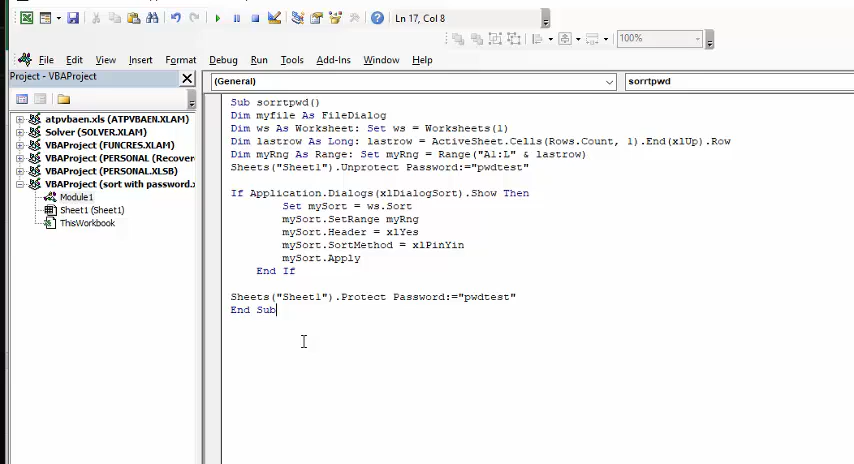 Ln 17, Col 8
100%
File Edit View Insert Format Debug Run Tools Add-Ins Window Help
Project - VBAProject
(General)
sorrtpwd
atpvbaen.xls (ATPVBAEN.XLAM)
Solver (SOLVER.XLAM)
VBAProject (FUNCRES.XLAM)
VBAProject (PERSONAL (Recover
VBAProject (PERSONAL.XLSB)
VBAProject (sort with password.
Module1
Sheet1 (Sheet1)
ThisWorkbook
Sub sorrtpwd()
Dim myfile As FileDialog
Dim ws As Worksheet: Set ws = Worksheets(1)
Dim lastrow As Long: lastrow = ActiveSheet.Cells(Rows.Count, 1).End(xlUp).Row
Dim myRng As Range: Set myRng = Range("A1:L" & lastrow)
Sheets("Sheet1").Unprotect Password:="pwdtest"
If Application.Dialogs(xlDialogSort).Show Then
Set mySort = ws.Sort
mySort.SetRange myRng
mySort.Header = xlYes
mySort.SortMethod = xlPinYin
mySort.Apply
End If
Sheets("Sheet1").Protect Password:="pwdtest"
End Sub